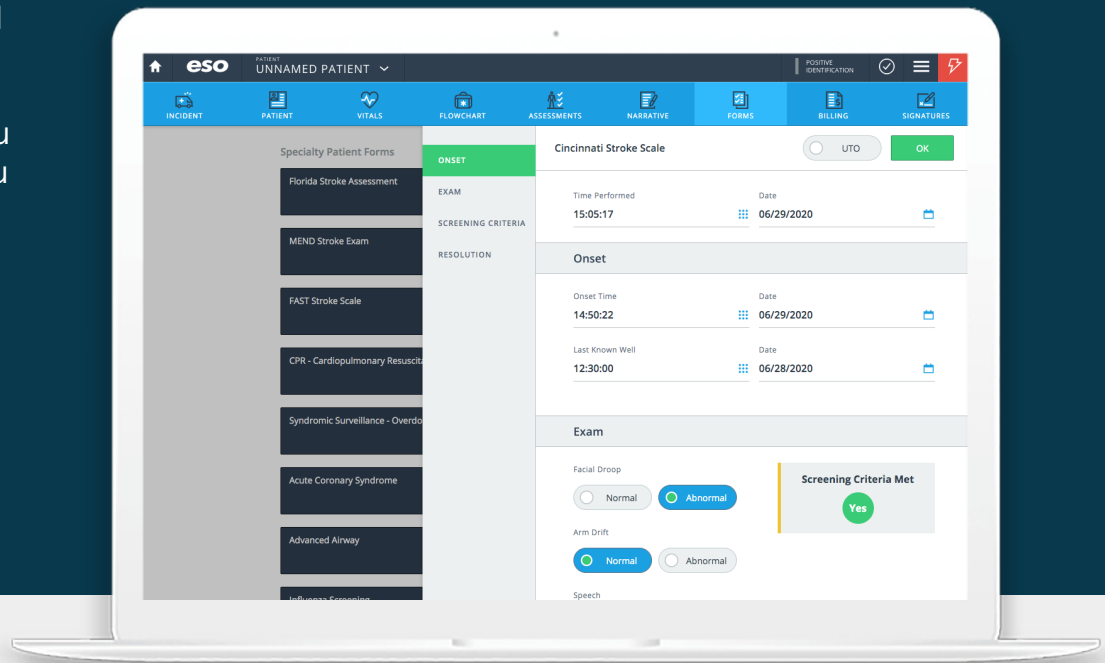 eso
PATIENT
UNNAMED PATIENT
POSITIVE
IDENTIFICATION
INCIDENT
PATIENT
VITALS
FLOWCHART
ASSESSMENTS
NARRATIVE
FORMS
BILLING
SIGNATURES
Specialty Patient Forms
Florida Stroke Assessment
MEND Stroke Exam
FAST Stroke Scale
CPR - Cardiopulmonary Resuscit
Syndromic Surveillance - Overdo
Acute Coronary Syndrome
Advanced Airway
Influenza Screening
ONSET
EXAM
SCREENING CRITERIA
RESOLUTION
Cincinnati Stroke Scale
UTO
OK
Time Performed
Date
15:05:17
06/29/2020
Onset
Onset Time
Date
14:50:22
06/29/2020
Last Known Well
Date
12:30:00
06/28/2020
Exam
Facial Droop
Normal
Abnormal
Screening Criteria Met
Yes
Arm Drift
Normal
Abnormal
Speech